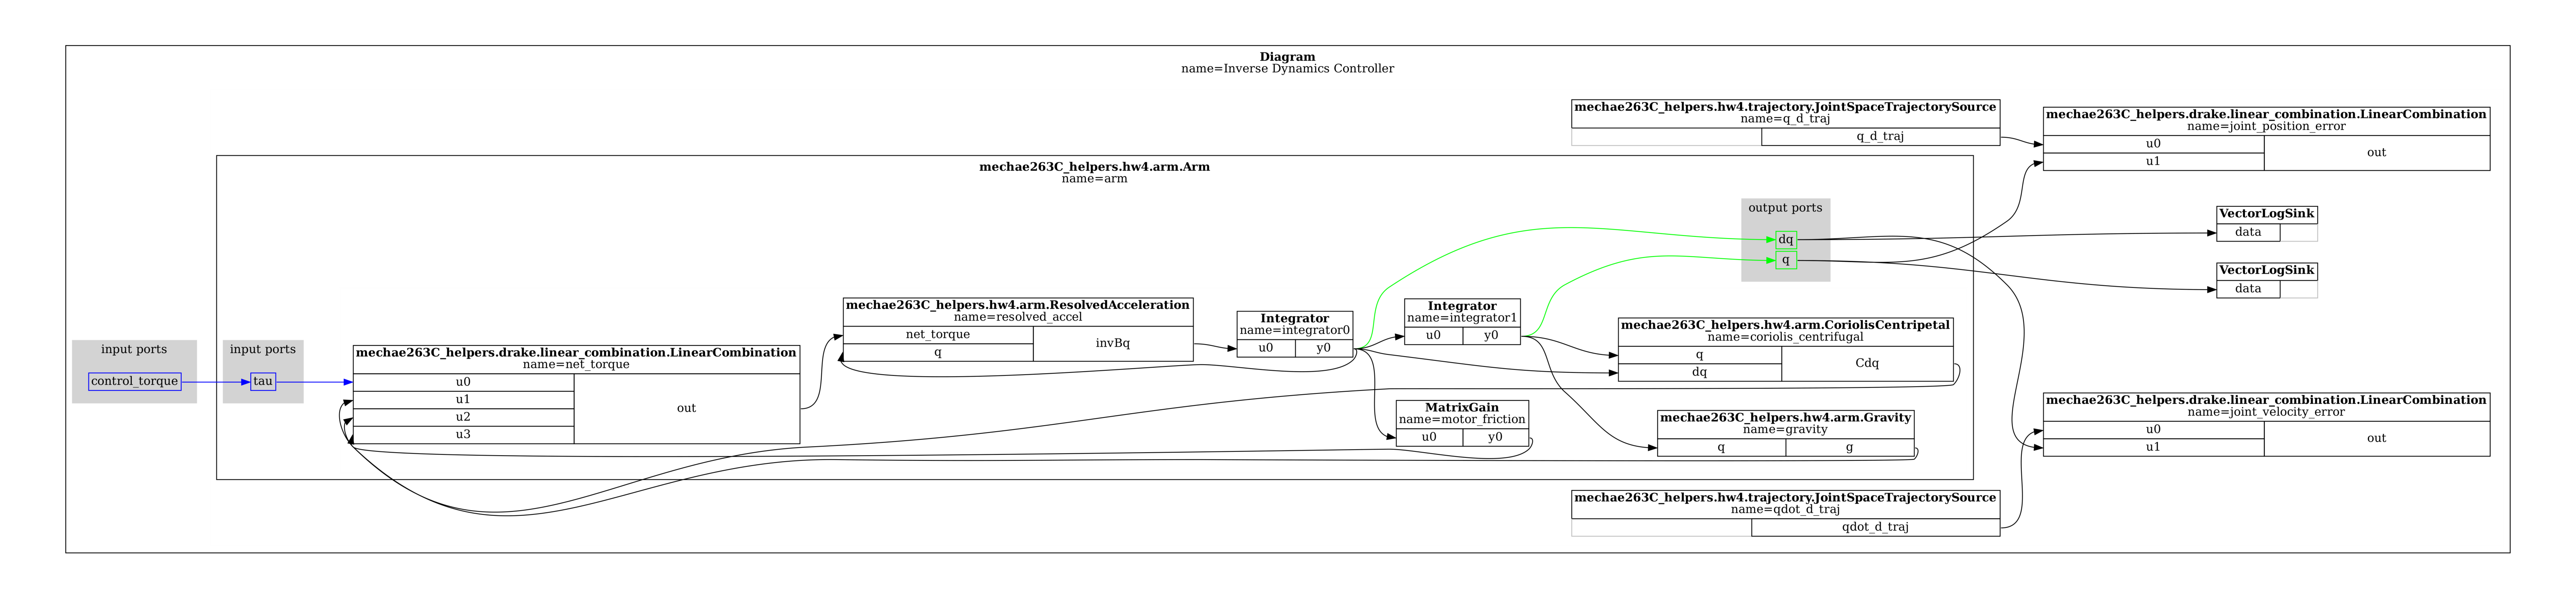 Diagram
name=Inverse Dynamics Controller
mechae263C_helpers.hw4.trajectory.JointSpaceTrajectorySource
name=q_d_traj
q_d_traj
mechae263C_helpers.drake.linear_combination.LinearCombination
name=joint_position_error
u0
u1
out
mechae263C_helpers.hw4.arm.Arm
name=arm
output ports
dq
q
VectorLogSink
data
VectorLogSink
data
input ports
control_torque
input ports
tau
mechae263C_helpers.drake.linear_combination.LinearCombination
name=net_torque
u0
u1
u2
u3
out
mechae263C_helpers.hw4.arm.ResolvedAcceleration
name=resolved_accel
net_torque
q
invBq
Integrator
name=integrator0
u0
y0
Integrator
name=integrator1
u0
y0
mechae263C_helpers.hw4.arm.CoriolisCentripetal
name=coriolis_centrifugal
q
dq
Cdq
MatrixGain
name=motor_friction
u0
y0
mechae263C_helpers.hw4.arm.Gravity
name=gravity
q
g
mechae263C_helpers.drake.linear_combination.LinearCombination
name=joint_velocity_error
u0
u1
out
mechae263C_helpers.hw4.trajectory.JointSpaceTrajectorySource
name=qdot_d_traj
qdot_d_traj